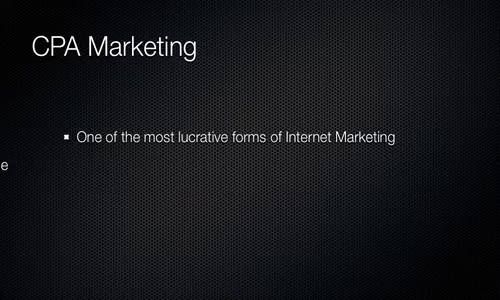 CPA Marketing
One of the most lucrative forms of Internet Marketing
e